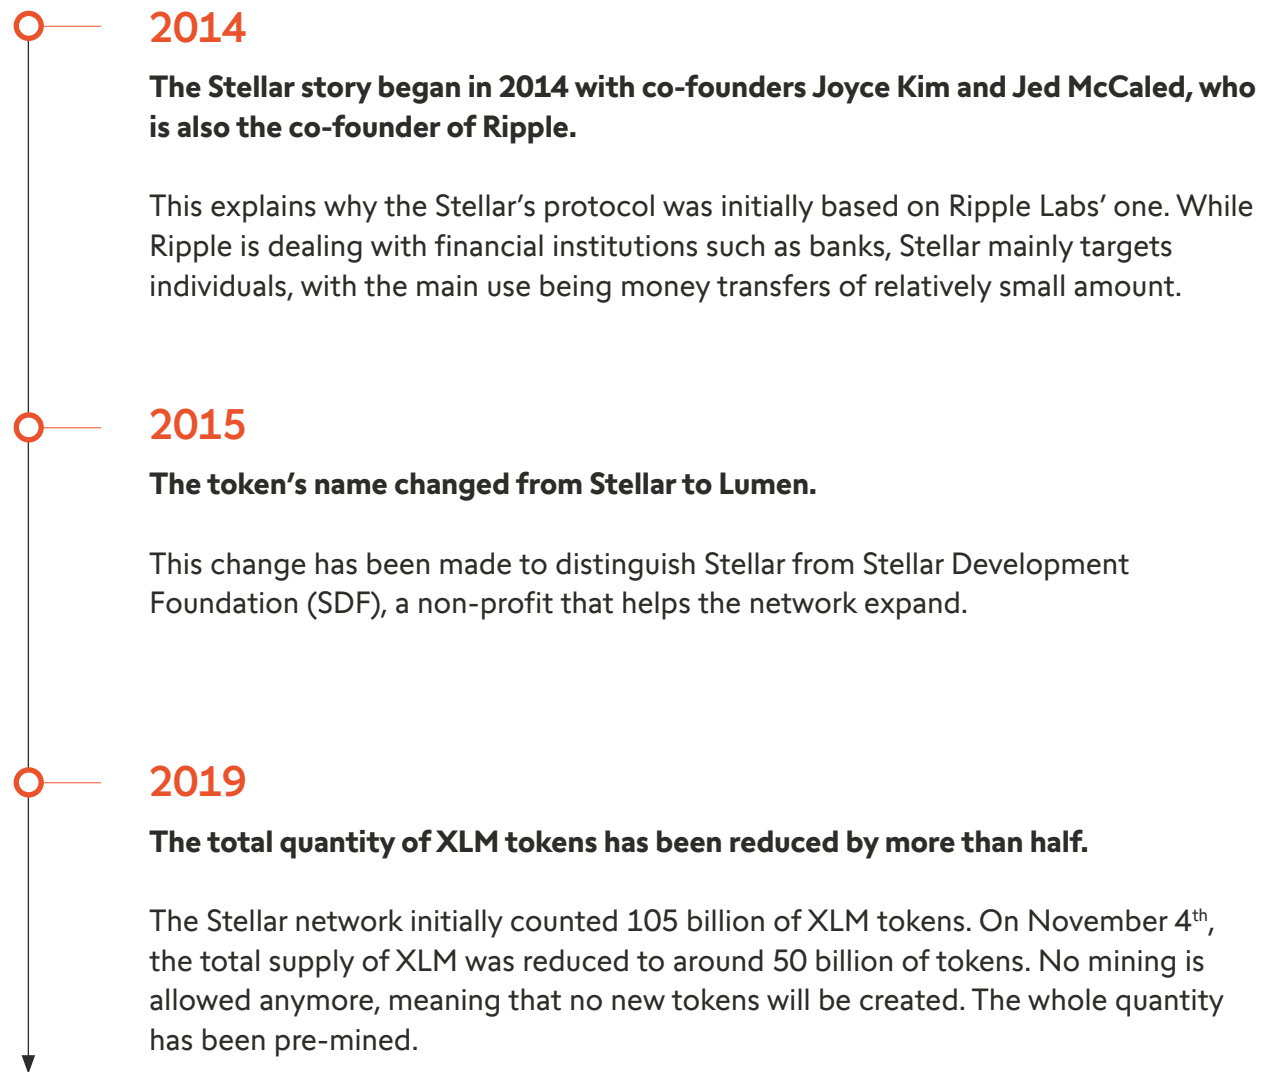 2014
The Stellar story began in 2014 with co-founders Joyce Kim and Jed McCaled, who
is also the co-founder of Ripple.
This explains why the Stellar’s protocol was initially based on Ripple Labs’ one. While
Ripple is dealing with financial institutions such as banks, Stellar mainly targets
individuals, with the main use being money transfers of relatively small amount.
2015
The token’s name changed from Stellar to Lumen.
This change has been made to distinguish Stellar from Stellar Development
Foundation (SDF), a non-profit that helps the network expand.
2019
The total quantity of XLM tokens has been reduced by more than half.
The Stellar network initially counted 105 billion of XLM tokens. On November 4th,
the total supply of XLM was reduced to around 50 billion of tokens. No mining is
allowed anymore, meaning that no new tokens will be created. The whole quantity
has been pre-mined.